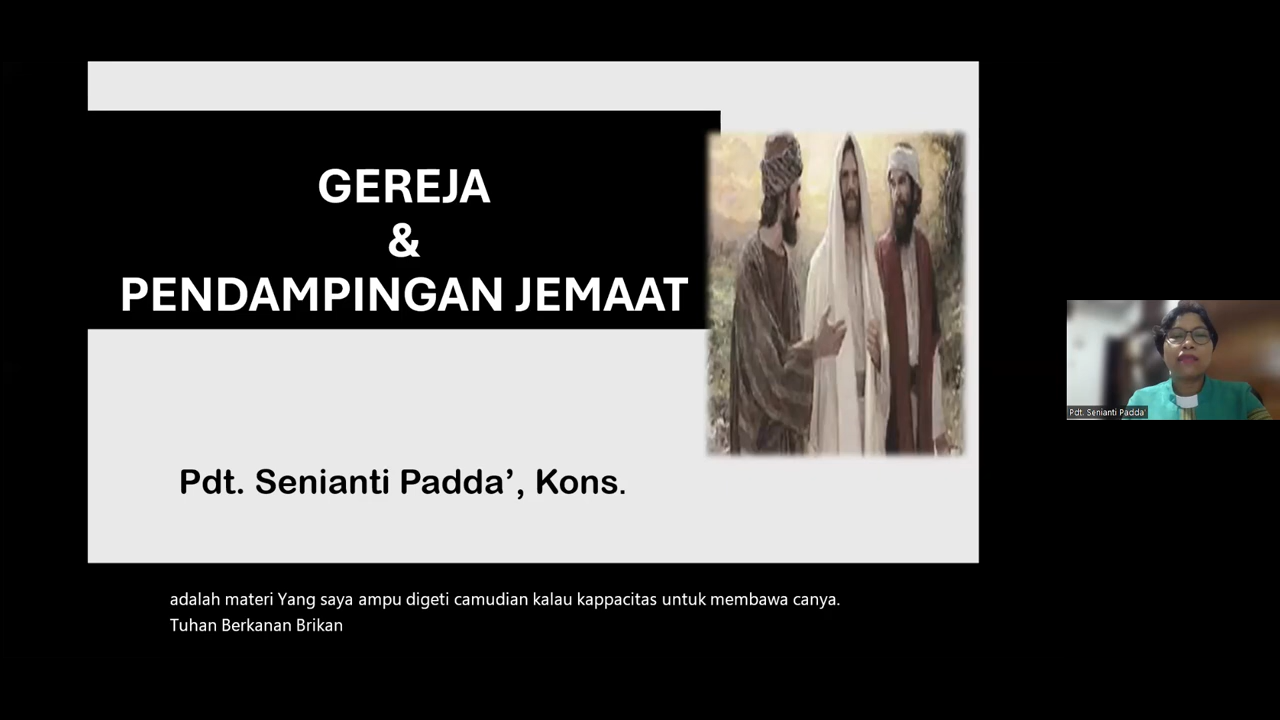 GEREJA
&
PENDAMPINGAN JEMAAT
Pdt. Senianti Padda’, Kons.
Pdt. Senianti Padda'
adalah materi Yang saya ampu digeti camudian kalau kappacitas untuk membawa canya.
Tuhan Berkanan Brikan